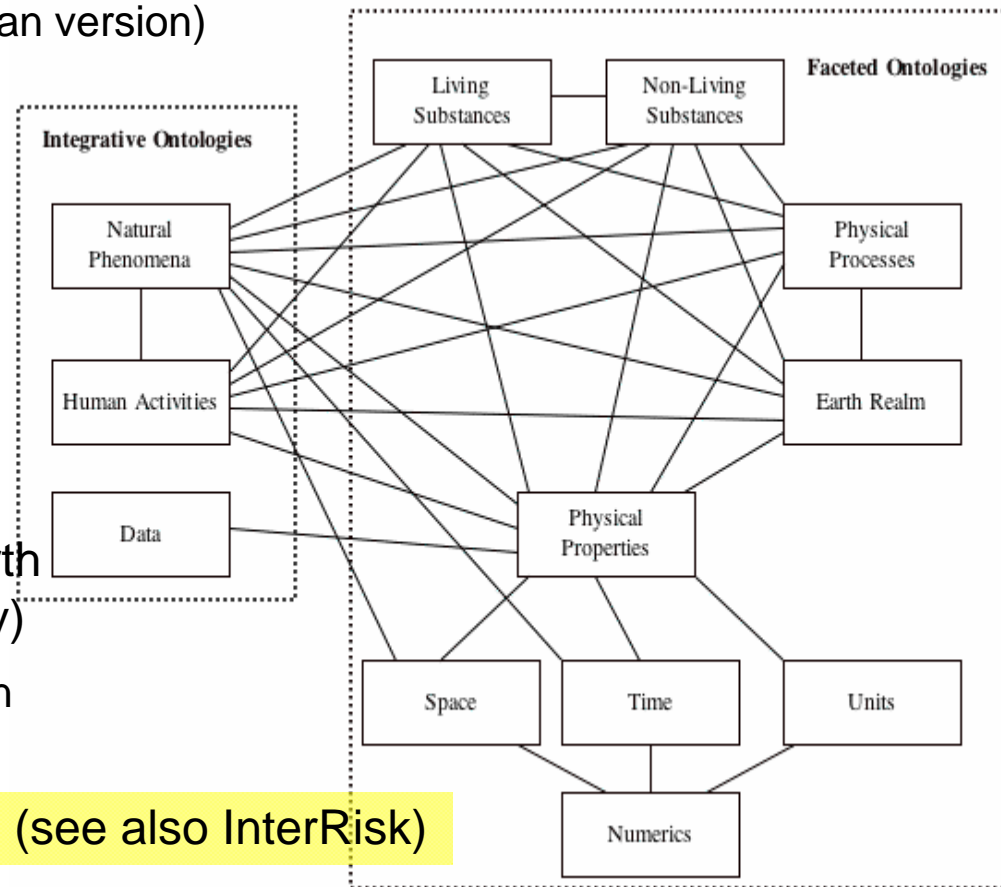 an version)
Faceted Ontologies
Living
Substances
Non-Living
Substances
Integrative Ontologies
Natural
Phenomena
Physical
Processes
Human Activities
Earth Realm
Data
Physical
Properties
th
y)
n
Space
Time
Units
(see also InterRisk)
Numerics